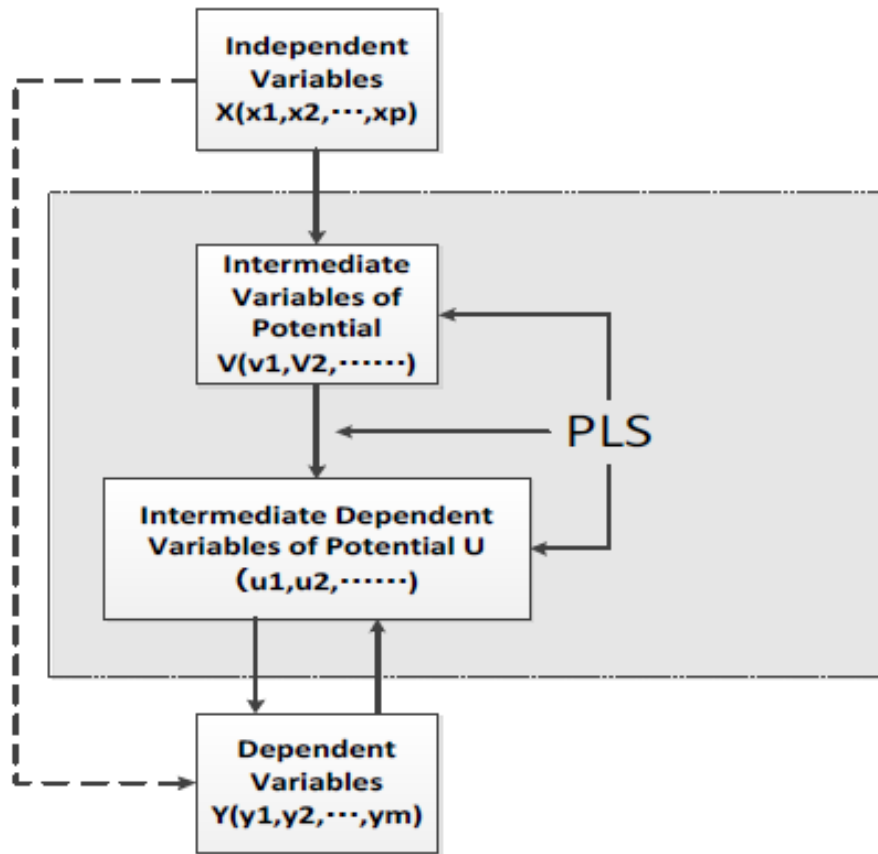 Independent
Variables
X(x1,x2,···,xp)
Intermediate
Variables of
Potential
V(v1,V2,······)
PLS
Intermediate Dependent
Variables of Potential U
(u1,u2,······)
Dependent
Variables
Y(y1,y2,···,ym)